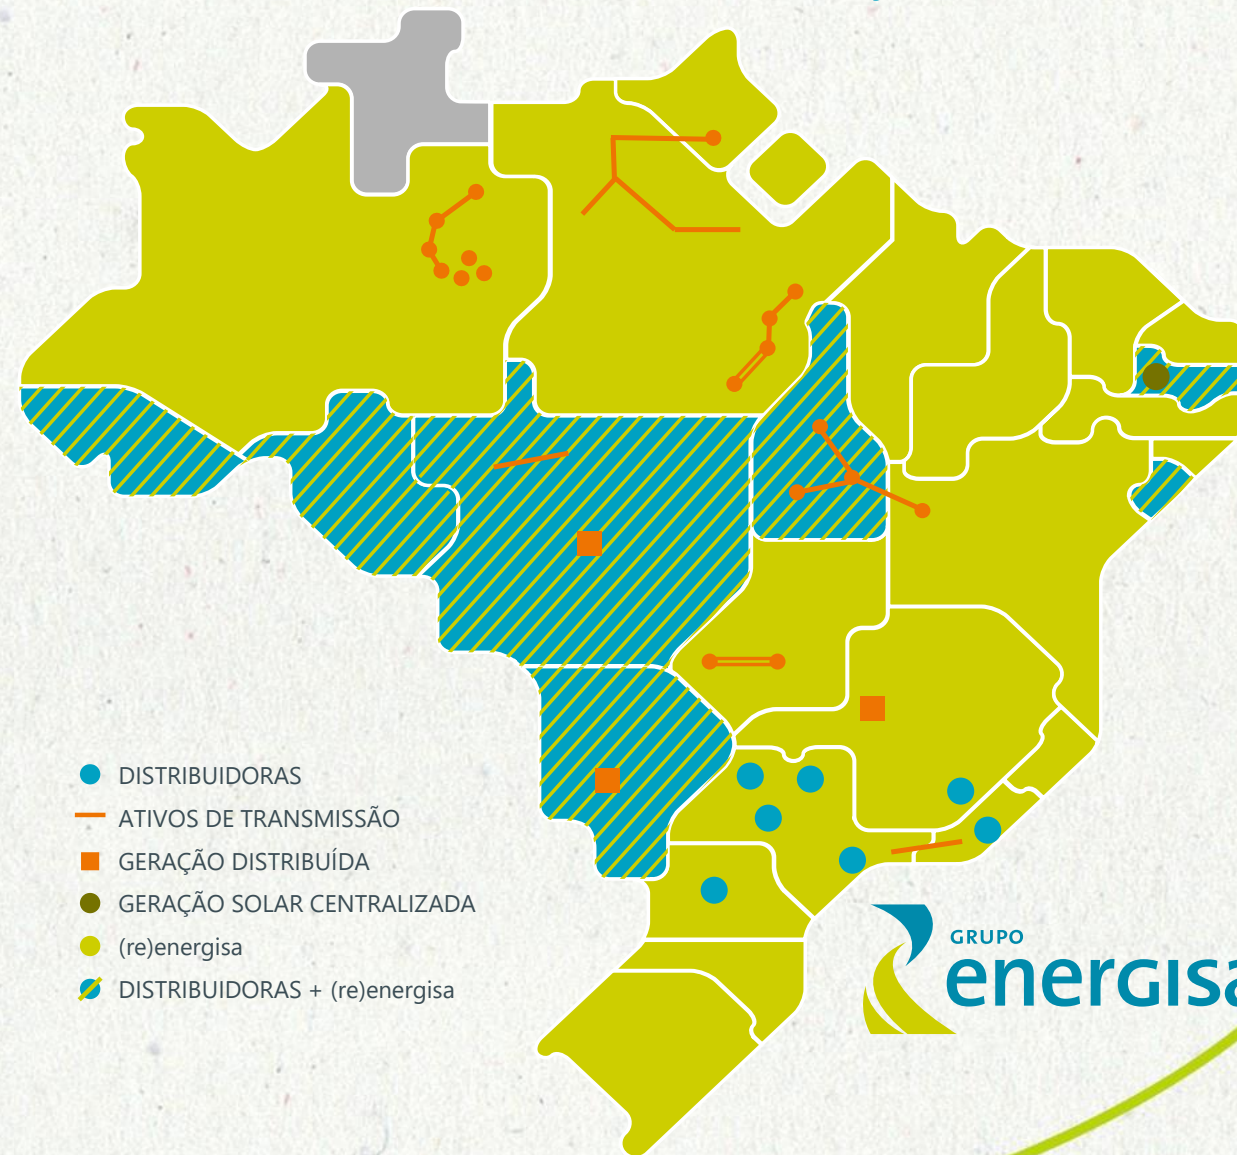 DISTRIBUIDORAS
ATIVOS DE TRANSMISSÃO
GERAÇÃO DISTRIBUÍDA
GERAÇÃO SOLAR CENTRALIZADA
(re)energisa
DISTRIBUIDORAS + (re)energisa
GRUPO
energisa